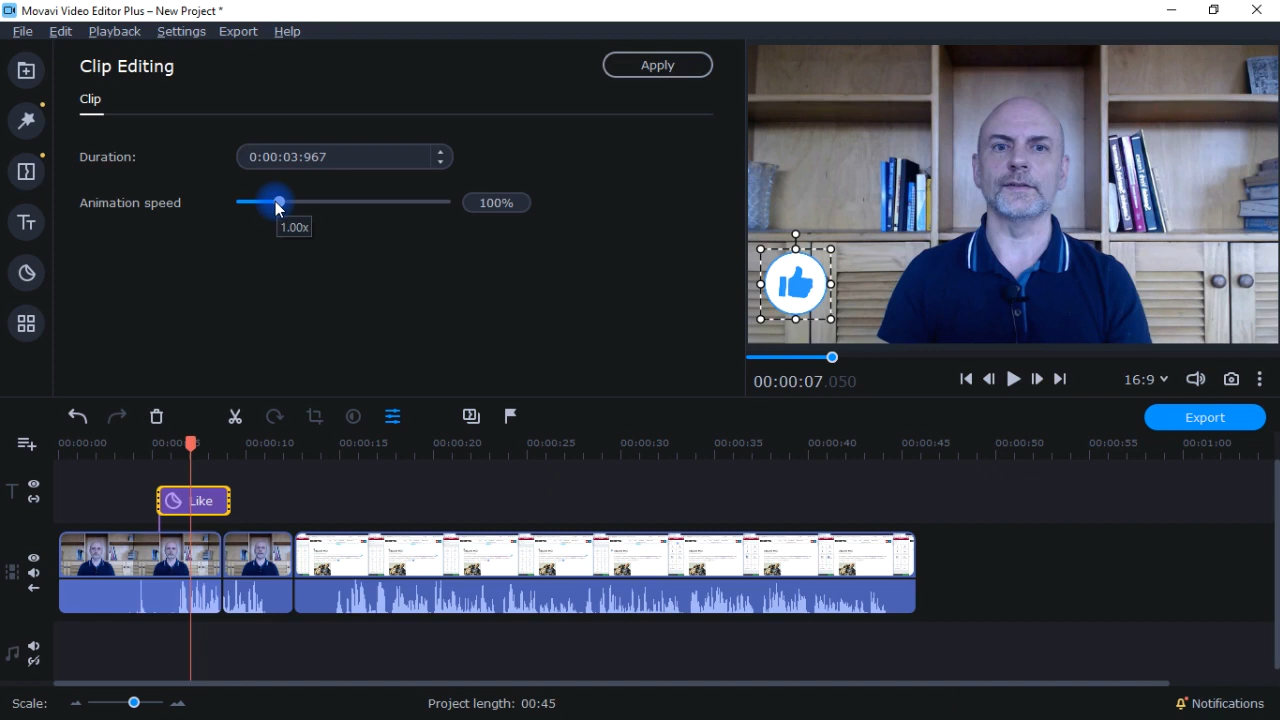 Movavi Video Editor Plus – New Project *
File Edit Playback Settings Export Help
Clip Editing
Apply
Clip
Duration:
0:00:03:967
Animation speed
100%
1.00x
00:00:07.050
16:9
Export
00:00:00
00:00:10
00:00:15
00:00:20
00:00:25
00:00:30
00:00:35
00:00:40
00:00:45
00:00:50
00:00:55
00:01:00
Like
Scale:
Project length: 00:45
Notifications